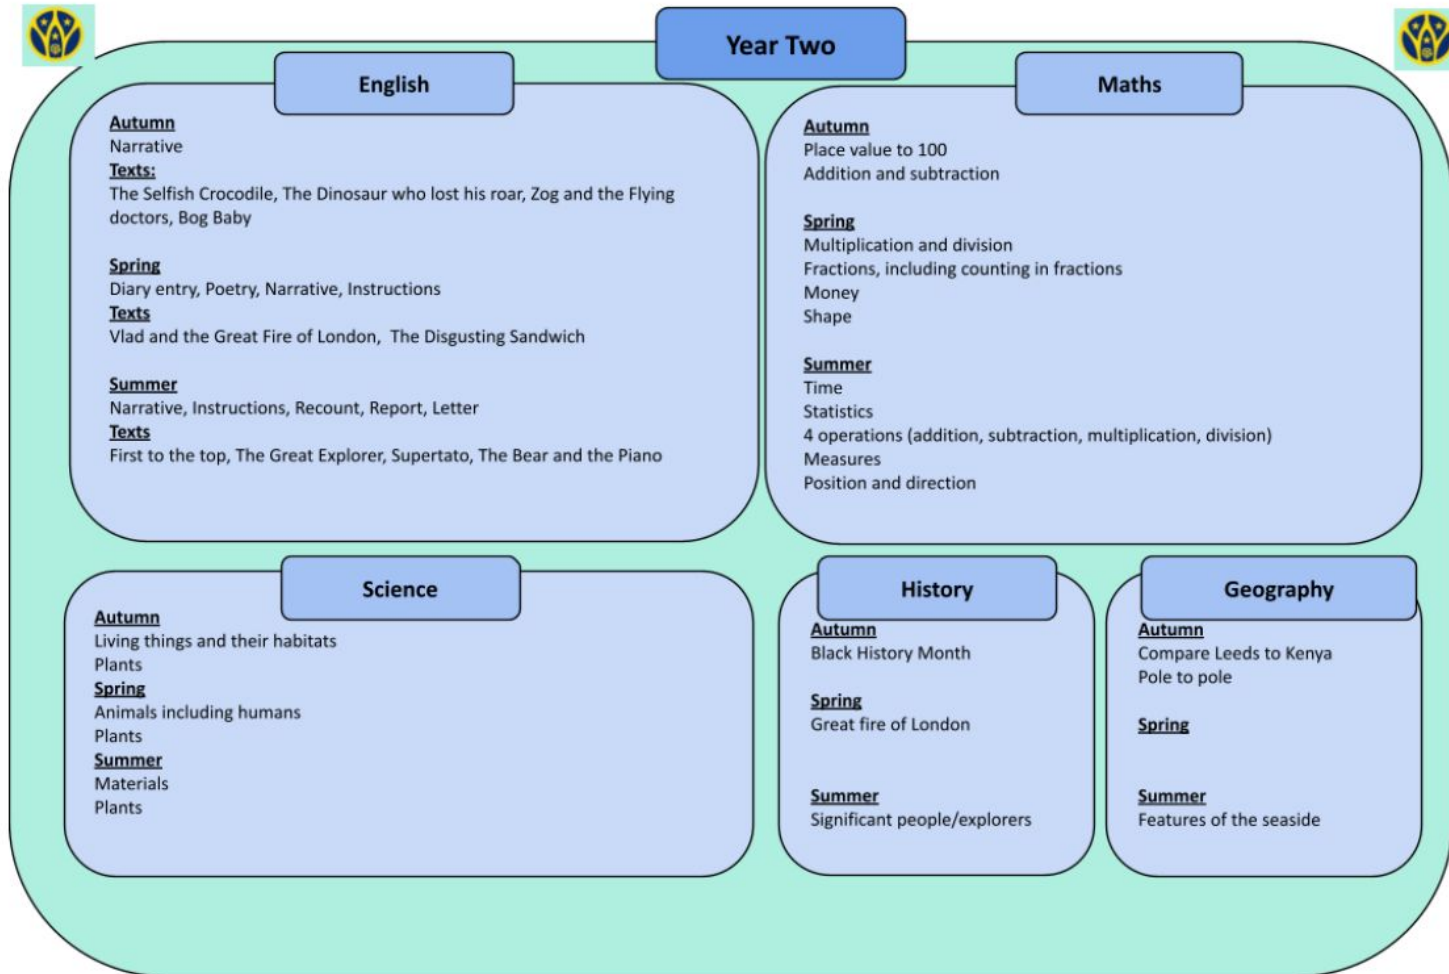 Year Two
English
Autumn
Narrative
Texts:
The Selfish Crocodile, The Dinosaur who lost his roar, Zog and the Flying
doctors, Bog Baby
Spring
Diary entry, Poetry, Narrative, Instructions
Texts
Vlad and the Great Fire of London,  The Disgusting Sandwich
Summer
Narrative, Instructions, Recount, Report, Letter
Texts
First to the top, The Great Explorer, Supertato, The Bear and the Piano
Maths
Autumn
Place value to 100
Addition and subtraction
Spring
Multiplication and division
Fractions, including counting in fractions
Money
Shape
Summer
Time
Statistics
4 operations (addition, subtraction, multiplication, division)
Measures
Position and direction
Science
Autumn
Living things and their habitats
Plants
Spring
Animals including humans
Plants
Summer
Materials
Plants
History
Autumn
Black History Month
Spring
Great fire of London
Summer
Significant people/explorers
Geography
Autumn
Compare Leeds to Kenya
Pole to pole
Spring
Summer
Features of the seaside